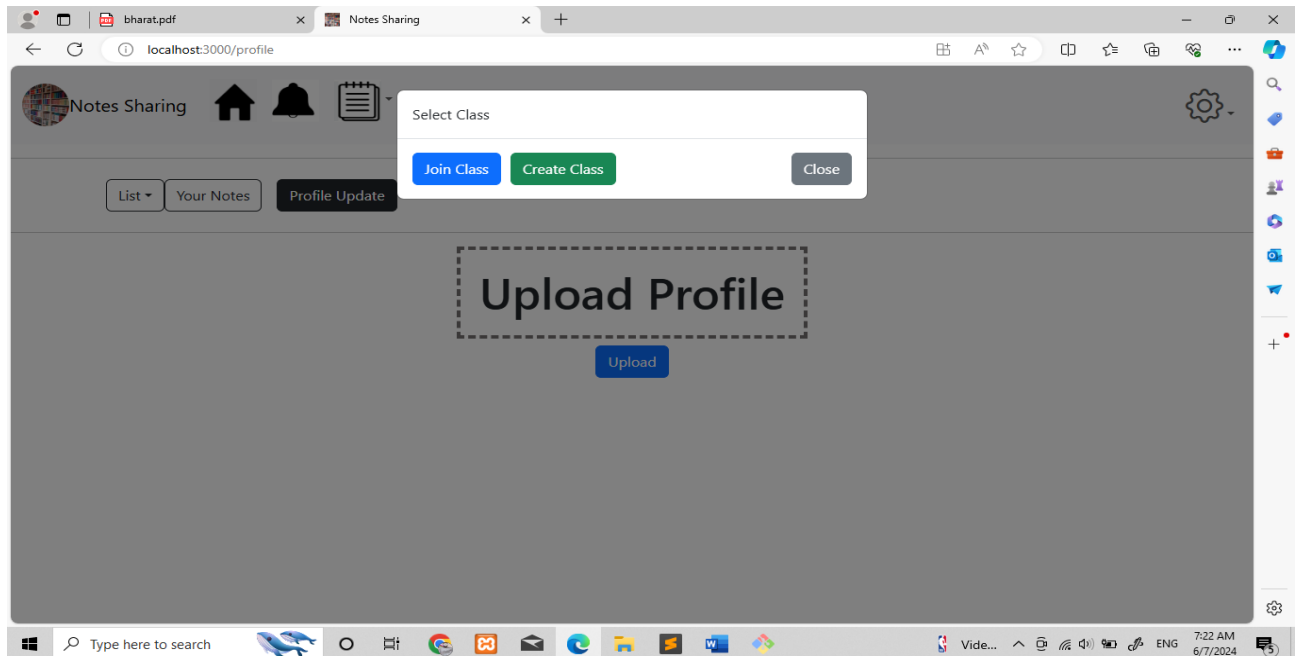 bharat.pdf
Notes Sharing
localhost:3000/profile
Notes Sharing
Select Class
Join Class Create Class Close
List Your Notes Profile Update
Upload Profile
Upload
Type here to search
Vide... ENG 7:22 AM
6/7/2024
5